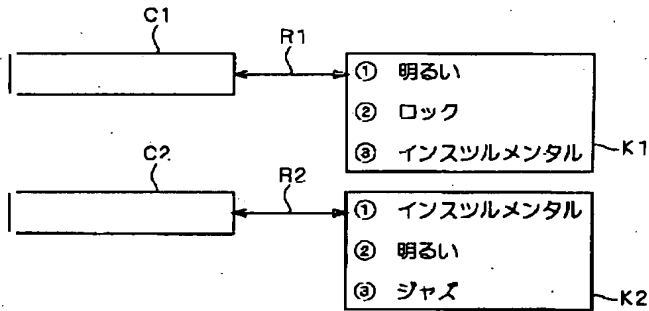 C1
R1
① 明るい
② ロック
③ インスツルメンタル
K1
C2
R2
① インスツルメンタル
② 明るい
③ ジャズ
K2